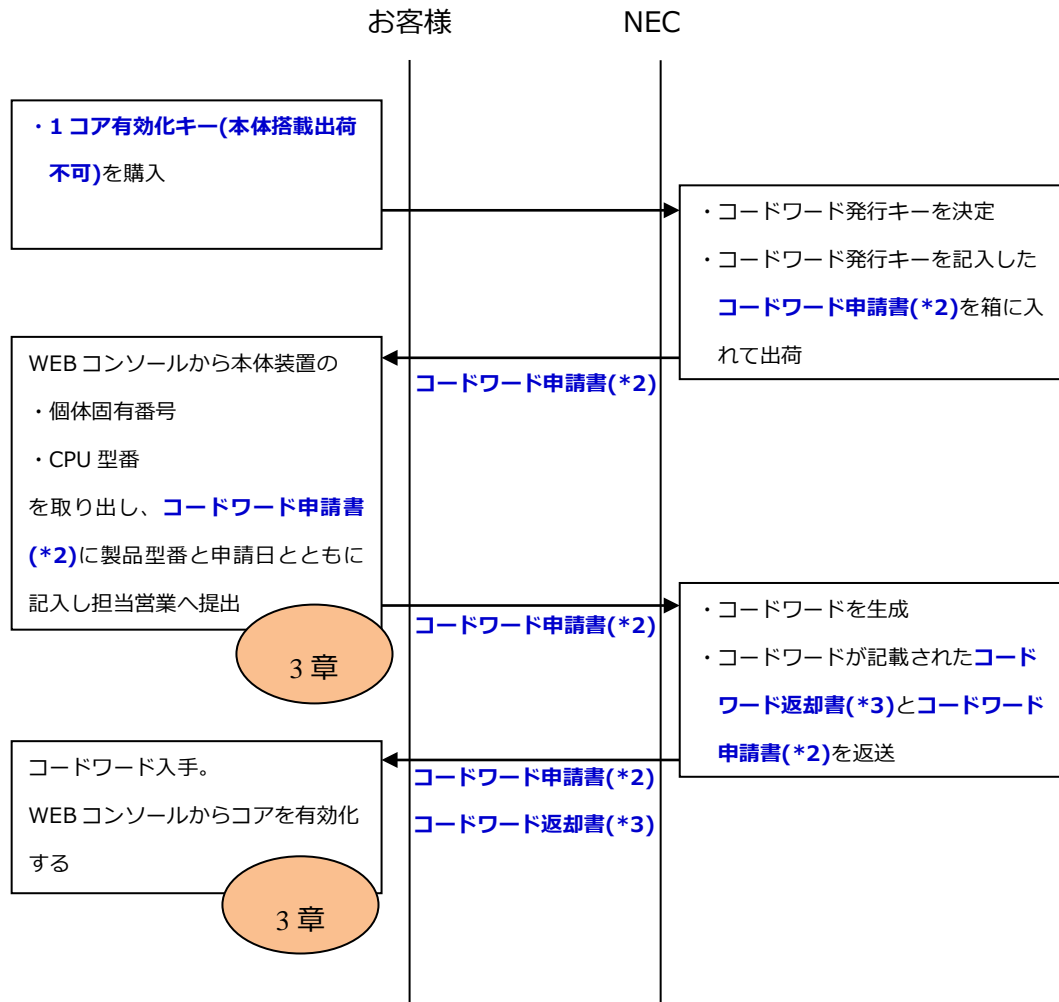 お客様
NEC
・1 コア有効化キー(本体搭載出荷
不可)を購入
・コードワード発行キーを決定
・コードワード発行キーを記入した
コードワード申請書(*2)を箱に入
れて出荷
コードワード申請書(*2)
WEB コンソールから本体装置の
・個体固有番号
・CPU 型番
を取り出し、コードワード申請書
(*2)に製品型番と申請日とともに
記入し担当営業へ提出
3 章
コードワード申請書(*2)
・コードワードを生成
・コードワードが記載されたコード
ワード返却書(*3)とコードワード
申請書(*2)を返送
コードワード申請書(*2)
コードワード返却書(*3)
コードワード入手。
WEB コンソールからコアを有効化
する
3 章